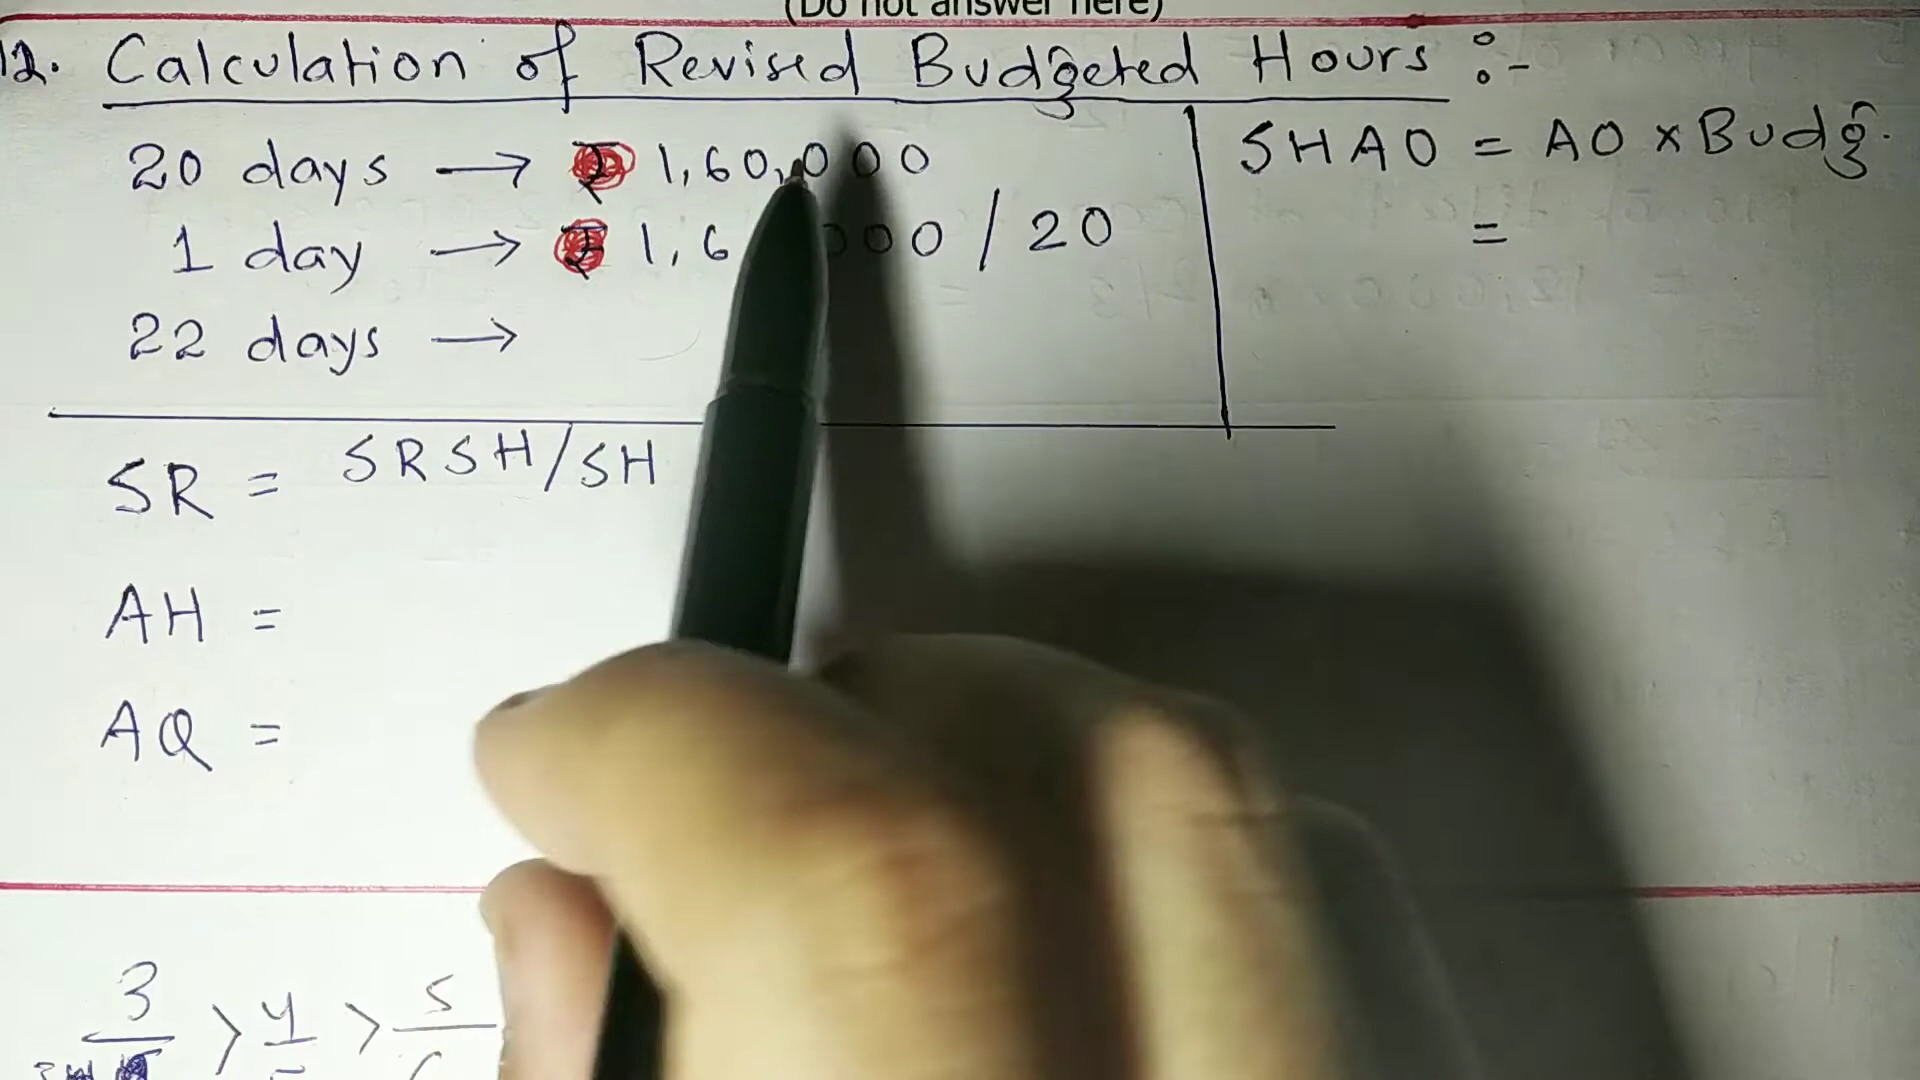 (Do not answer here)
12. Calculation of Revised Budgeted Hours :-
20 days → ₹ 1,60,000
1 day → ₹ 1,6 000 / 20
22 days →
SHAO = AO × Budg.
=
SR = SRSH/SH
AH =
AQ =
3 > 4 > 5